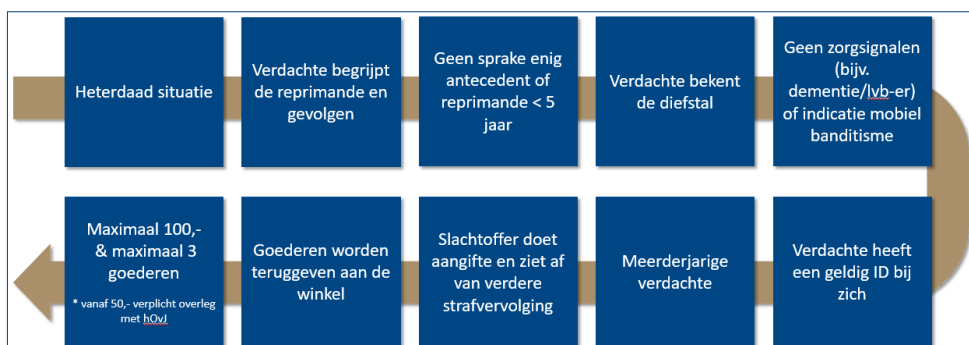 Heterdaad situatie
Verdachte begrijpt
de reprimande en
gevolgen
Geen sprake enig
antecedent of
reprimande < 5
jaar
Verdachte bekent
de diefstal
Geen zorgsignalen
(bijv.
dementie/lvb-er)
of indicatie mobiel
banditisme
Verdachte heeft
een geldig ID bij
zich
Meerderjarige
verdachte
Slachtoffer doet
aangifte en ziet af
van verdere
strafvervolging
Goederen worden
teruggeven aan de
winkel
Maximaal 100,-
& maximaal 3
goederen
* vanaf 50,- verplicht overleg
met hOvJ